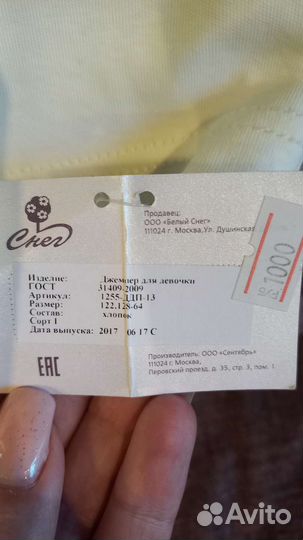 Снег
Продавец:
ООО «Белый Снег»
111024 г. Москва, Ул. Душинская
1000
Изделие: Джемпер для девочки
ГОСТ 31409-2009
Артикул: 1255-ДДП-13
Размер: 122,128-64
Состав: хлопок
Сорт 1
Дата выпуска: 2017 06 17 С
EAC
Производитель: ООО «Сентябрь»
111024 г. Москва,
Перовский проезд, д. 35, стр. 3, пом. 1
Avito